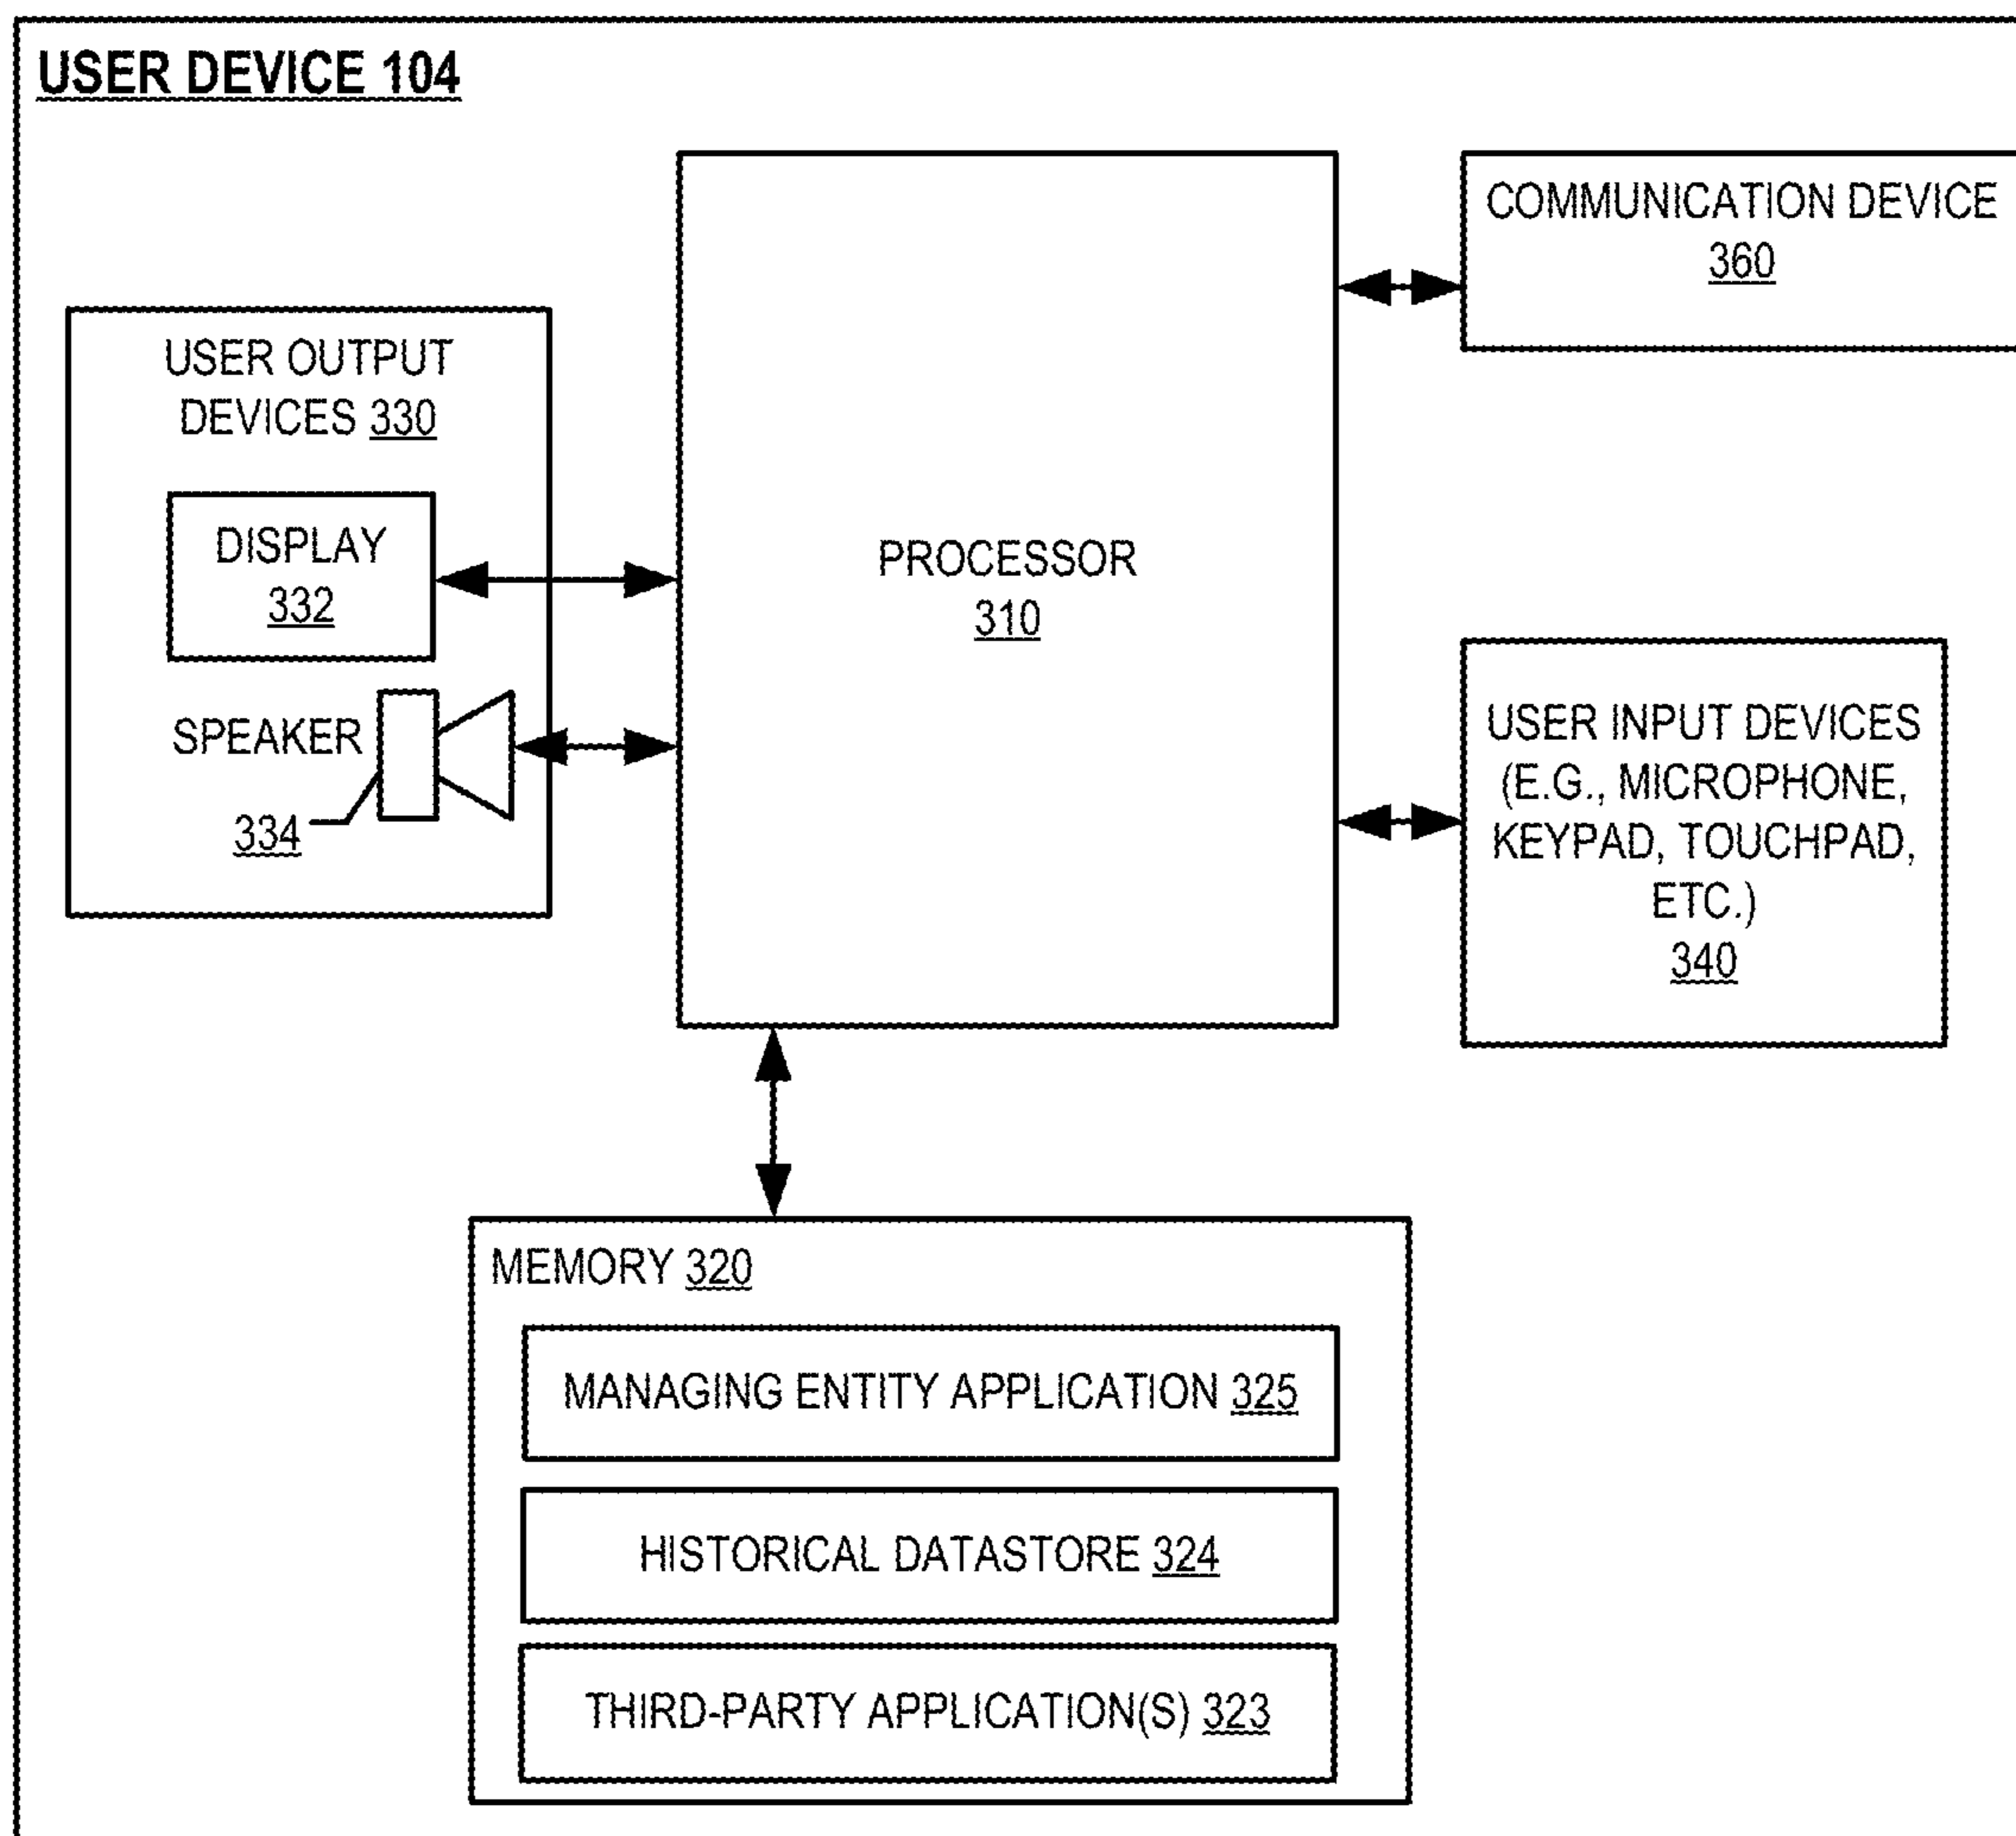 USER DEVICE 104
USER OUTPUT
DEVICES 330
DISPLAY
332
SPEAKER
334
PROCESSOR
310
COMMUNICATION DEVICE
360
USER INPUT DEVICES
(E.G., MICROPHONE,
KEYPAD, TOUCHPAD,
ETC.)
340
MEMORY 320
MANAGING ENTITY APPLICATION 325
HISTORICAL DATASTORE 324
THIRD-PARTY APPLICATION(S) 323